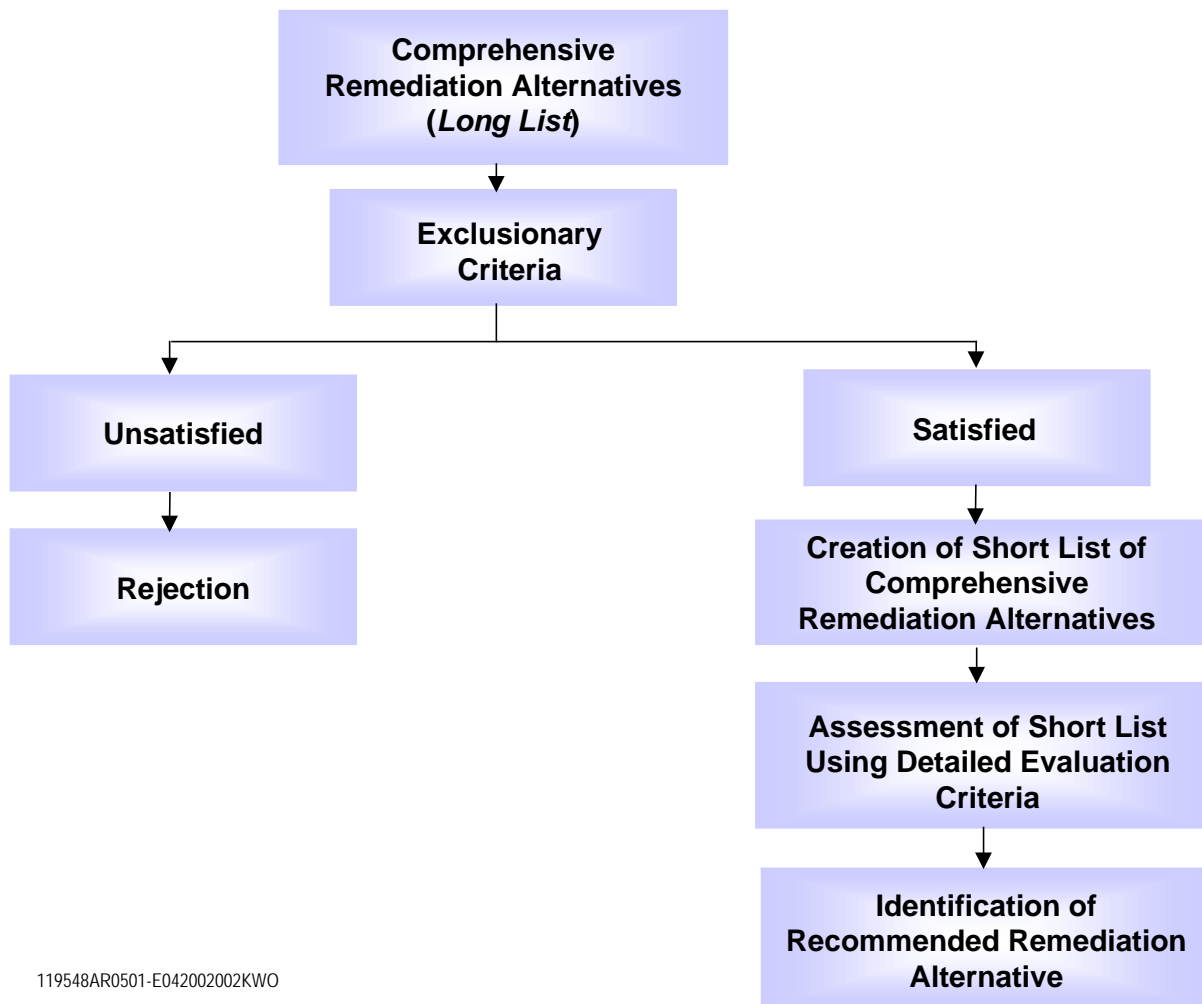 Comprehensive
Remediation Alternatives
(Long List)
Exclusionary
Criteria
Unsatisfied
Satisfied
Rejection
Creation of Short List of
Comprehensive
Remediation Alternatives
Assessment of Short List
Using Detailed Evaluation
Criteria
Identification of
Recommended Remediation
Alternative
119548AR0501-E042002002KWO